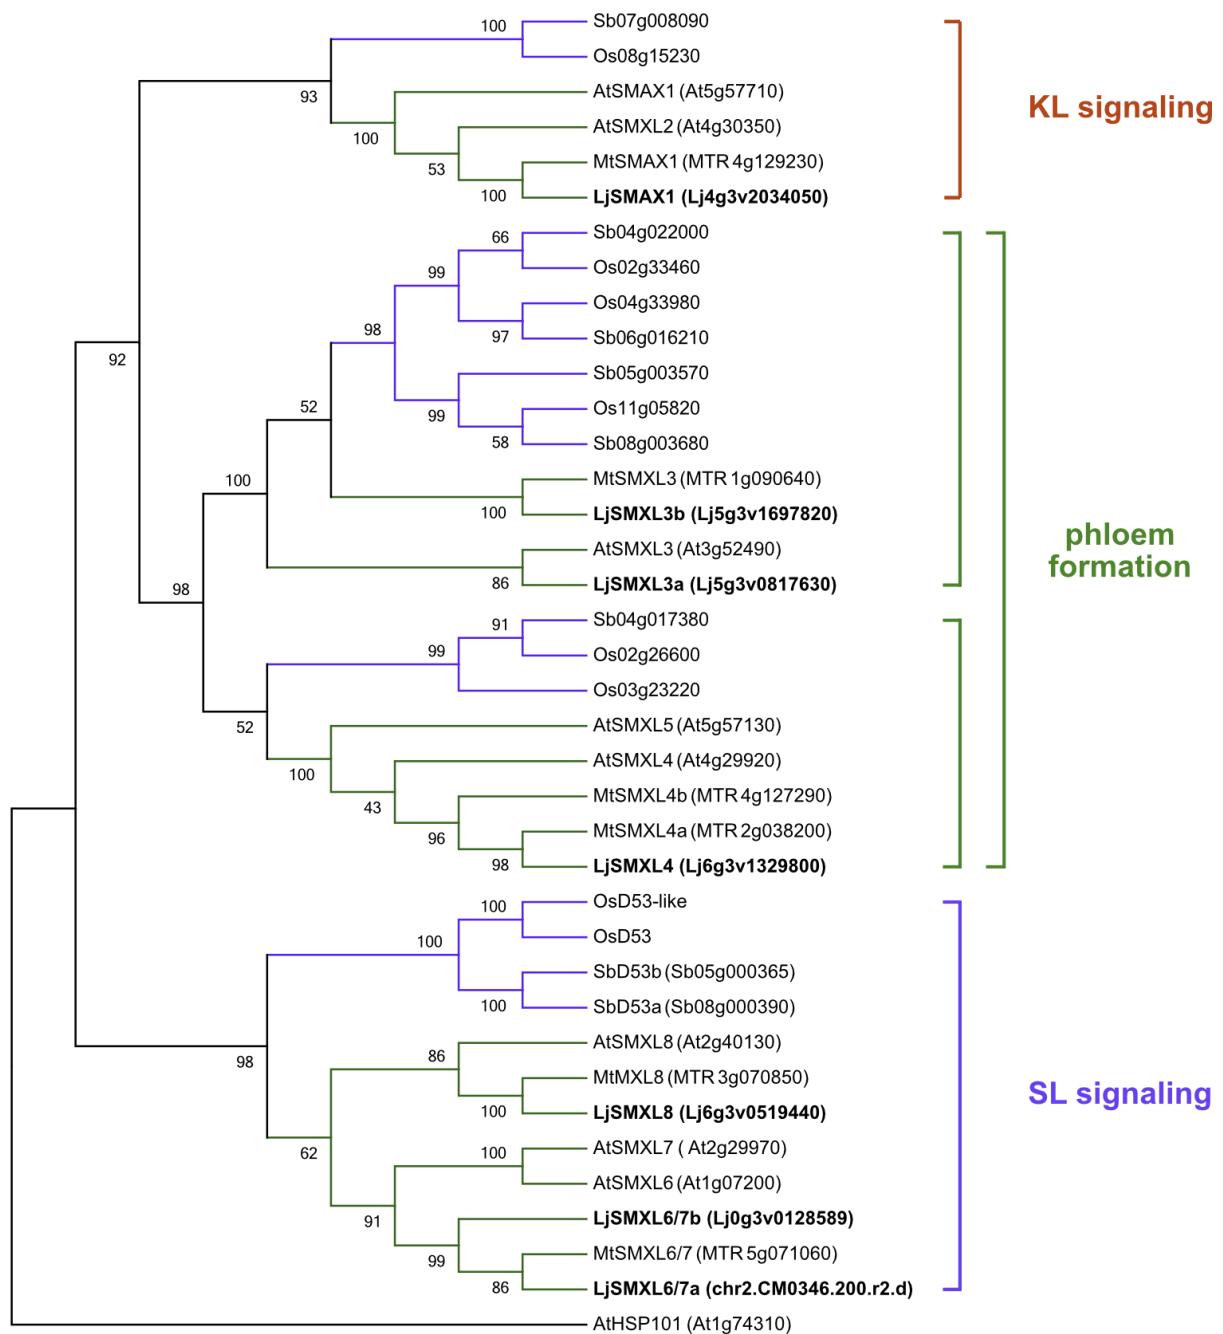 100
Sb07g008090
Os08g15230
93
AtSMAX1 (At5g57710)
100
AtSMXL2 (At4g30350)
53
MtSMAX1 (MTR 4g129230)
100
LjSMAX1 (Lj4g3v2034050)
KL signaling
66
Sb04g022000
99
Os02g33460
Os04g33980
98
97
Sb06g016210
92
Sb05g003570
52
99
Os11g05820
58
Sb08g003680
100
MtSMXL3 (MTR 1g090640)
100
LjSMXL3b (Lj5g3v1697820)
AtSMXL3 (At3g52490)
98
86
LjSMXL3a (Lj5g3v0817630)
phloem
formation
91
Sb04g017380
99
Os02g26600
Os03g23220
52
AtSMXL5 (At5g57130)
100
AtSMXL4 (At4g29920)
43
MtSMXL4b (MTR 4g127290)
96
MtSMXL4a (MTR 2g038200)
98
LjSMXL4 (Lj6g3v1329800)
100
OsD53-like
100
OsD53
SbD53b (Sb05g000365)
100
SbD53a (Sb08g000390)
98
86
AtSMXL8 (At2g40130)
MtMXL8 (MTR 3g070850)
100
LjSMXL8 (Lj6g3v0519440)
62
100
AtSMXL7 ( At2g29970)
AtSMXL6 (At1g07200)
91
LjSMXL6/7b (Lj0g3v0128589)
99
MtSMXL6/7 (MTR 5g071060)
86
LjSMXL6/7a (chr2.CM0346.200.r2.d)
SL signaling
AtHSP101 (At1g74310)